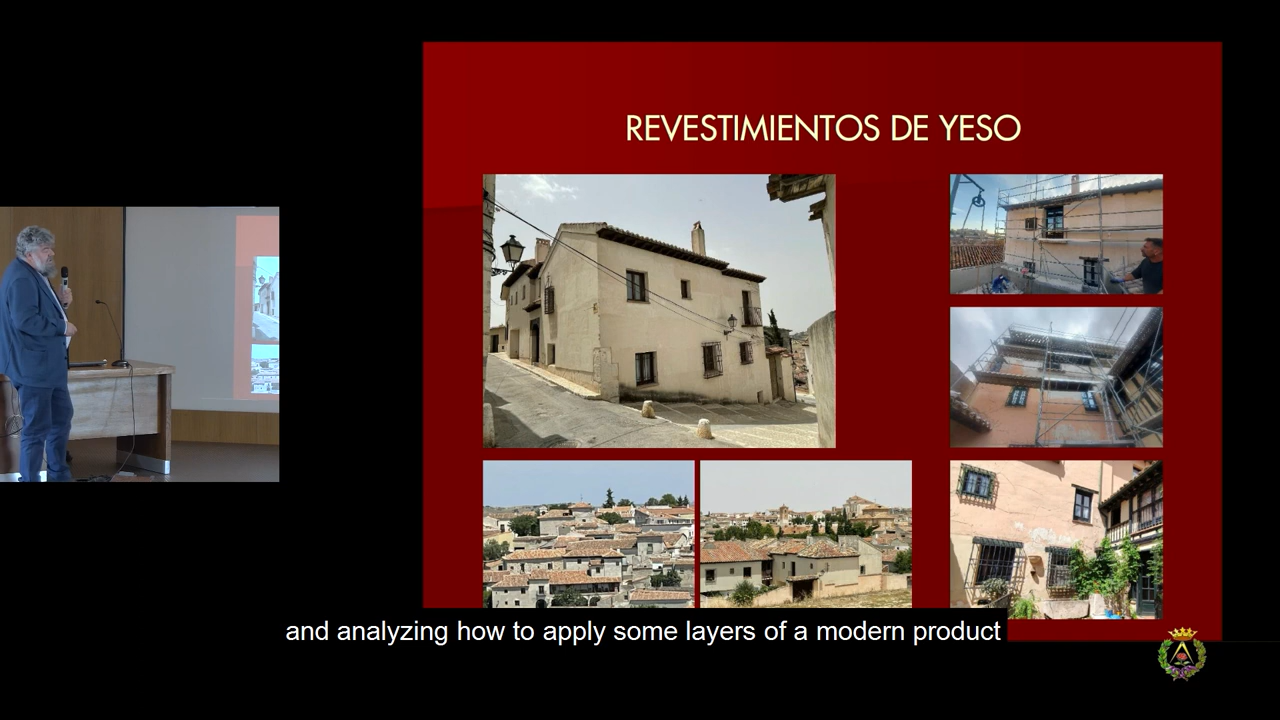 REVESTIMIENTOS DE YESO
and analyzing how to apply some layers of a modern product